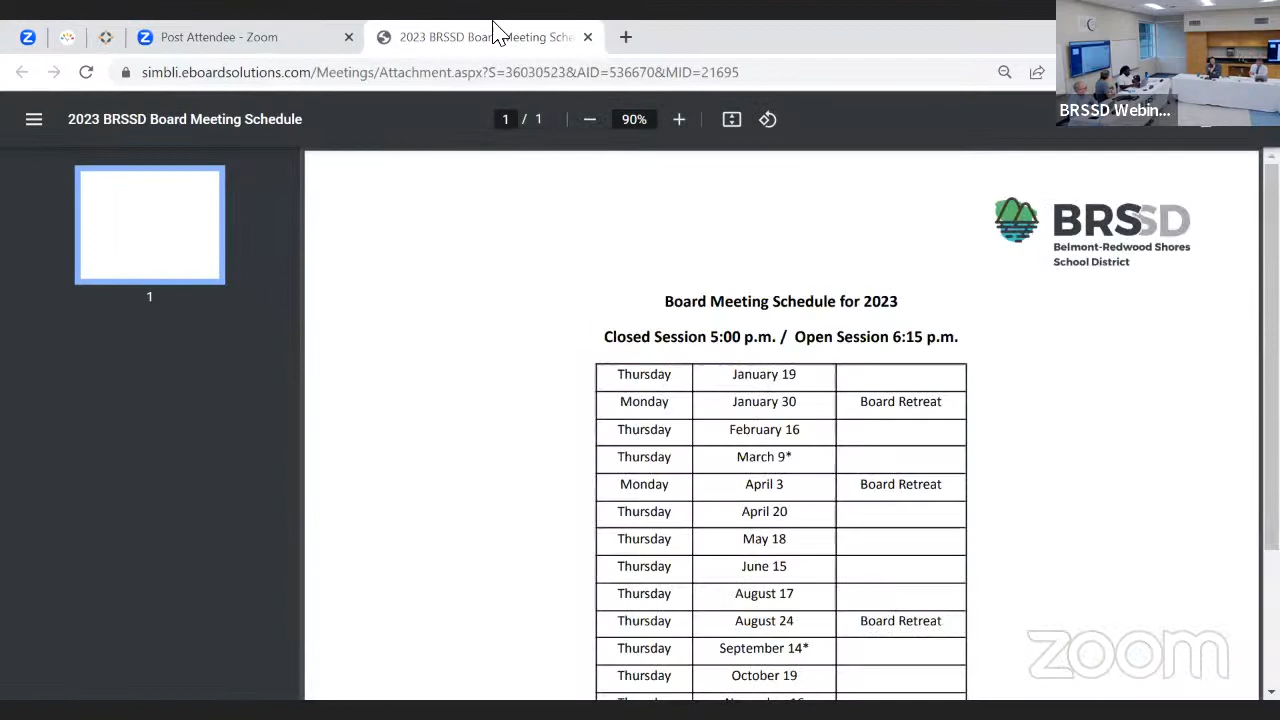 Post Attendee - Zoom
2023 BRSSD Board Meeting Sche
simbli.eboardsolutions.com/Meetings/Attachment.aspx?S=36030523&AID=536670&MID=21695
BRSSD Webin...
2023 BRSSD Board Meeting Schedule
1 / 1
90%
1
BRSSD
Belmont-Redwood Shores
School District
Board Meeting Schedule for 2023
Closed Session 5:00 p.m. / Open Session 6:15 p.m.
Thursday January 19
Monday January 30 Board Retreat
Thursday February 16
Thursday March 9*
Monday April 3 Board Retreat
Thursday April 20
Thursday May 18
Thursday June 15
Thursday August 17
Thursday August 24 Board Retreat
Thursday September 14*
Thursday October 19
zoom